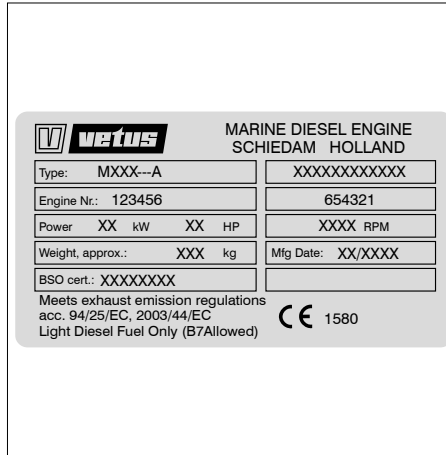 V vetus MARINE DIESEL ENGINE
SCHIEDAM HOLLAND
Type: MXXX---A XXXXXXXXXXXX
Engine Nr.: 123456 654321
Power XX kW XX HP XXXX RPM
Weight, approx.: XXX kg Mfg Date: XX/XXXX
BSO cert.: XXXXXXXX
Meets exhaust emission regulations
acc. 94/25/EC, 2003/44/EC
Light Diesel Fuel Only (B7Allowed)
CE 1580